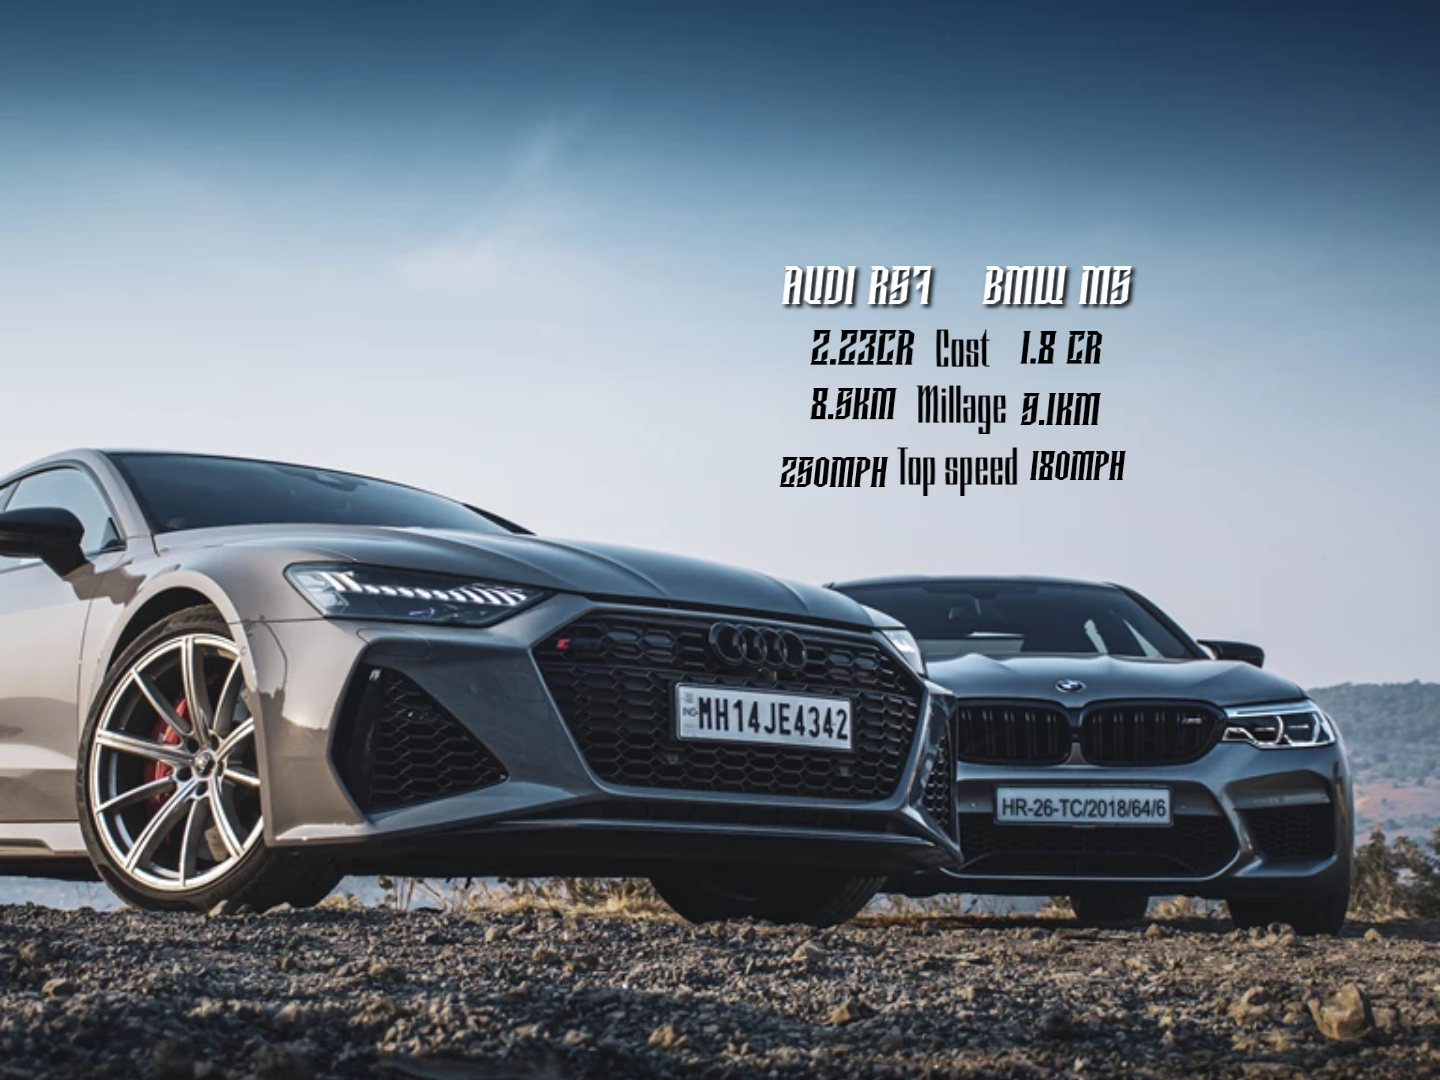 AUDI RS7 BMW M5
2.23CR Cost 1.8 CR
8.5KM Millage 9.1KM
250MPH Top speed 180MPH
MH14JE4342
IND
HR-26-TC/2018/64/6